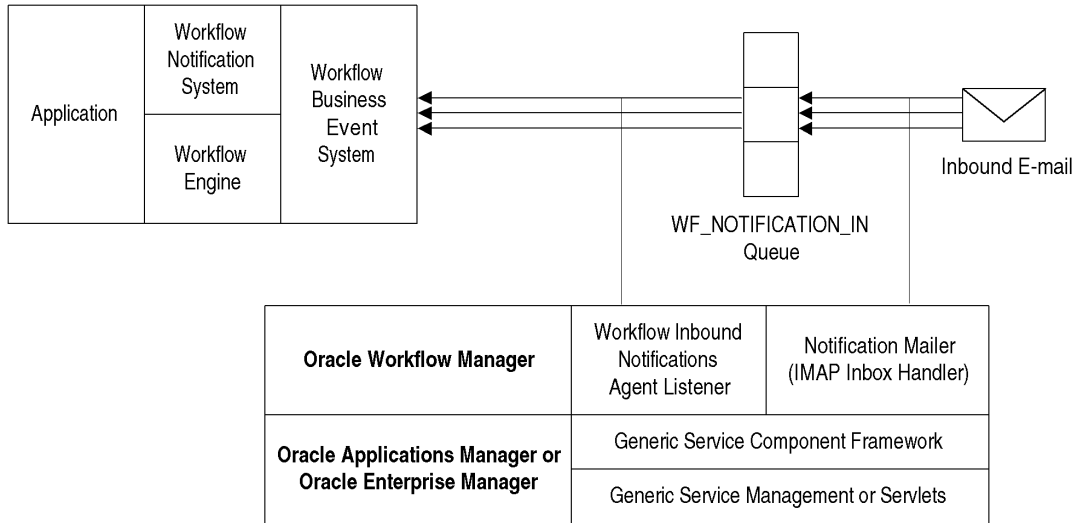 Application
Workflow
Notification
System
Workflow
Engine
Workflow
Business
Event
System
Inbound E-mail
WF_NOTIFICATION_IN
Queue
Oracle Workflow Manager
Workflow Inbound
Notifications
Agent Listener
Notification Mailer
(IMAP Inbox Handler)
Oracle Applications Manager or
Oracle Enterprise Manager
Generic Service Component Framework
Generic Service Management or Servlets